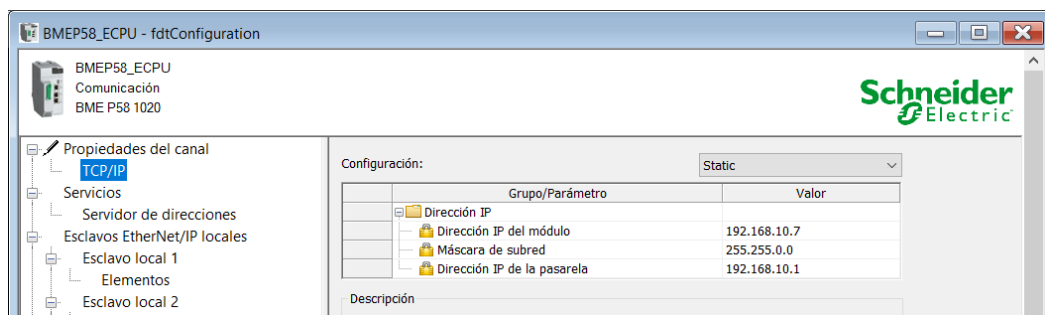 BMEP58_ECPU - fdtConfiguration
BMEP58_ECPU
Comunicación
BME P58 1020
Schneider
Electric
Propiedades del canal
TCP/IP
Servicios
Servidor de direcciones
Esclavos EtherNet/IP locales
Esclavo local 1
Elementos
Esclavo local 2
Configuración: Static
Grupo/Parámetro Valor
Dirección IP
Dirección IP del módulo 192.168.10.7
Máscara de subred 255.255.0.0
Dirección IP de la pasarela 192.168.10.1
Descripción